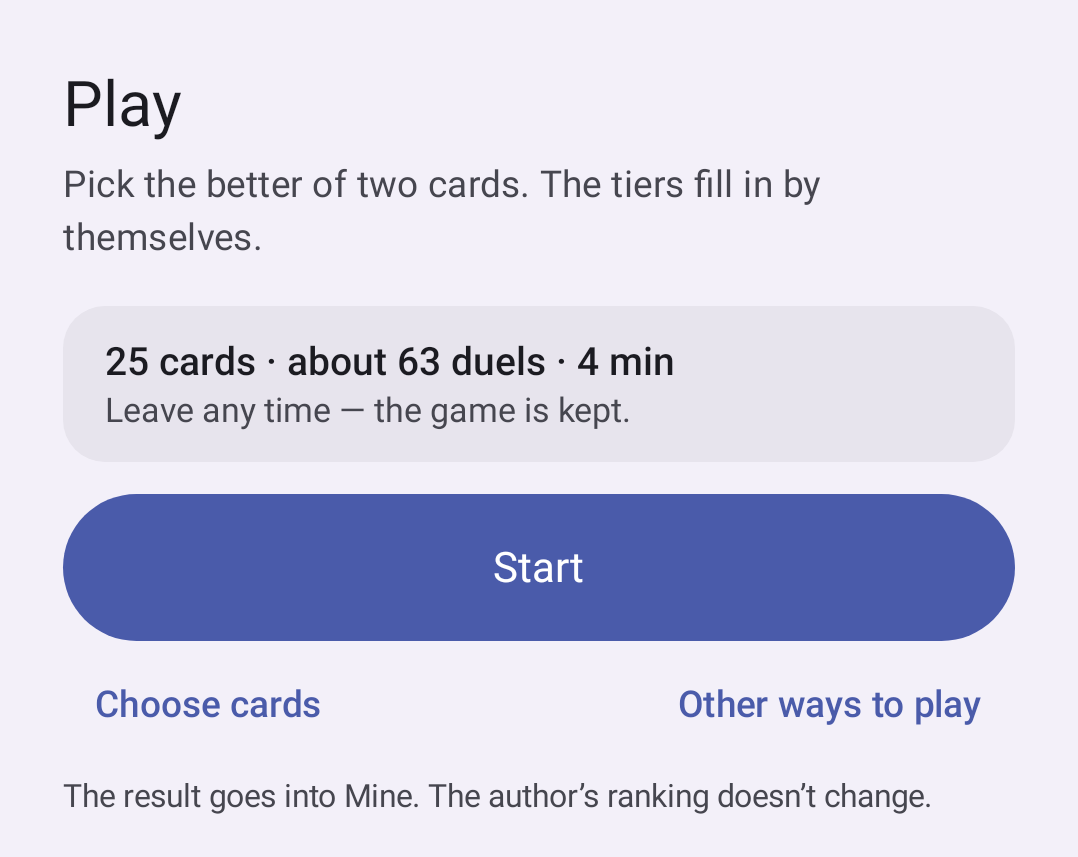 Play
Pick the better of two cards. The tiers fill in by
themselves.
25 cards · about 63 duels · 4 min
Leave any time — the game is kept.
Start
Choose cards
Other ways to play
The result goes into Mine. The author’s ranking doesn’t change.